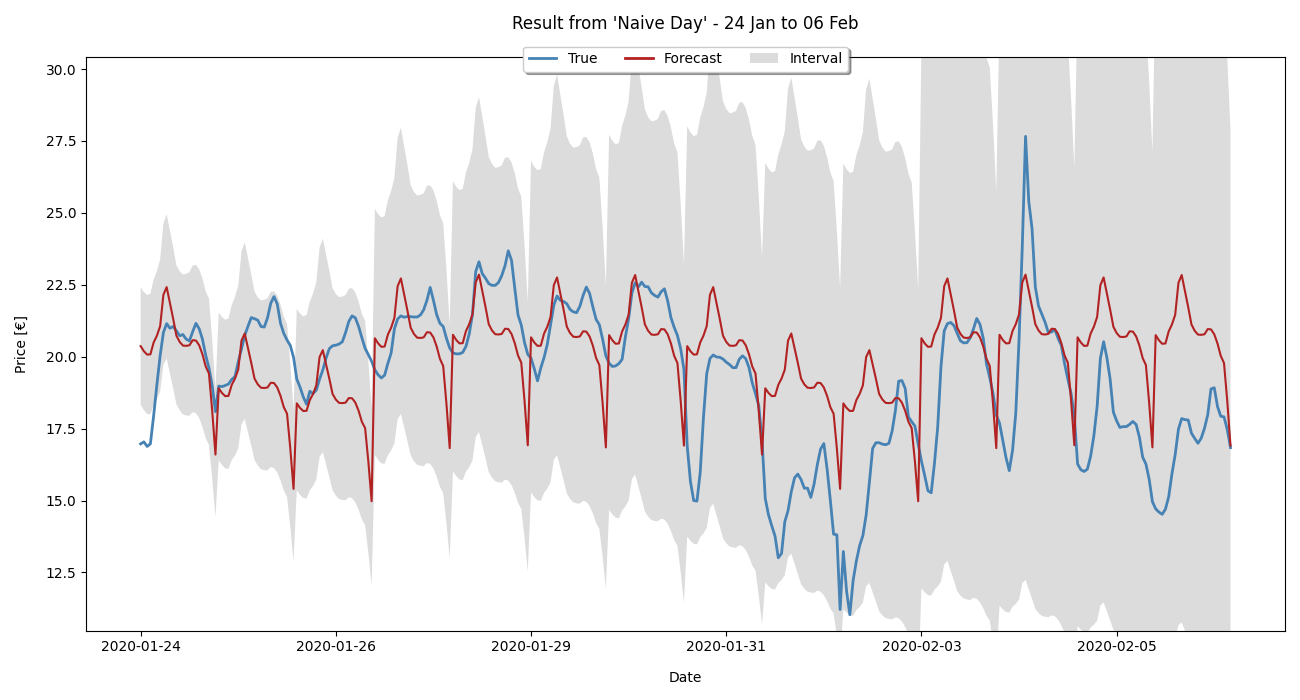 Result from 'Naive Day' - 24 Jan to 06 Feb
True Forecast Interval
30.0
27.5
25.0
22.5
20.0
17.5
15.0
12.5
Price [€]
2020-01-24 2020-01-26 2020-01-29 2020-01-31 2020-02-03 2020-02-05
Date